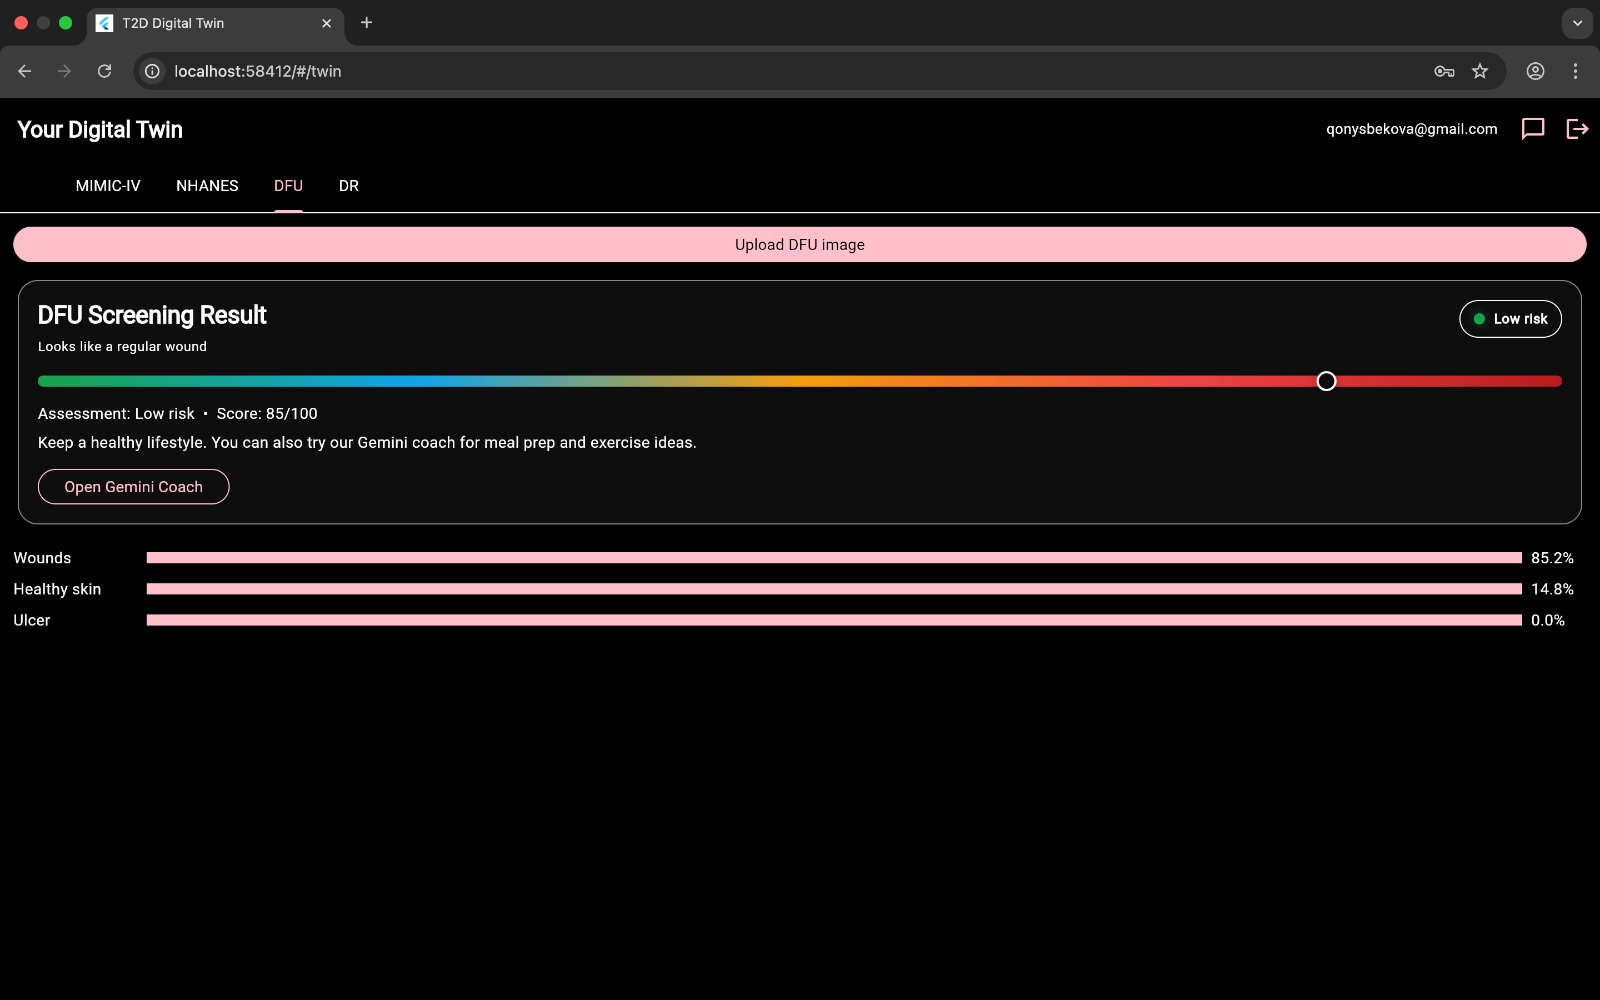 T2D Digital Twin
localhost:58412/#/twin
Your Digital Twin
qonysbekova@gmail.com
MIMIC-IV NHANES DFU DR
Upload DFU image
DFU Screening Result
Low risk
Looks like a regular wound
Assessment: Low risk • Score: 85/100
Keep a healthy lifestyle. You can also try our Gemini coach for meal prep and exercise ideas.
Open Gemini Coach
Wounds 85.2%
Healthy skin 14.8%
Ulcer 0.0%